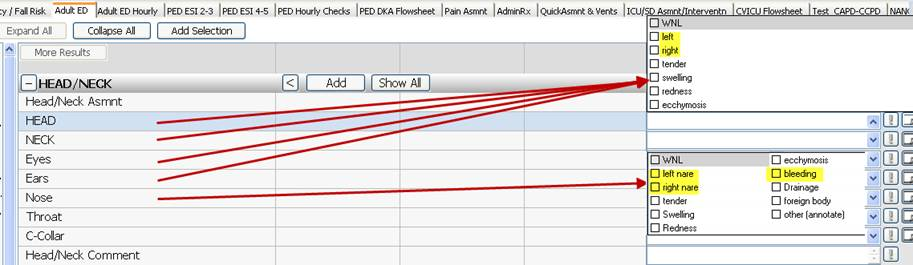 y / Fall Risk Adult ED Adult ED Hourly PED ESI 2-3 PED ESI 4-5 PED Hourly Checks PED DKA Flowsheet Pain Asmnt AdminRx QuickAsmnt & Vents ICU/SD Asmnt/Interventn CVICU Flowsheet Test_CAPD-CCPD NANC
Expand All Collapse All Add Selection
More Results
HEAD/NECK < Add Show All
Head/Neck Asmnt
HEAD
NECK
Eyes
Ears
Nose
Throat
C-Collar
Head/Neck Comment
WNL
left
right
tender
swelling
redness
ecchymosis
WNL ecchymosis
left nare bleeding
right nare Drainage
tender foreign body
Swelling other (annotate)
Redness